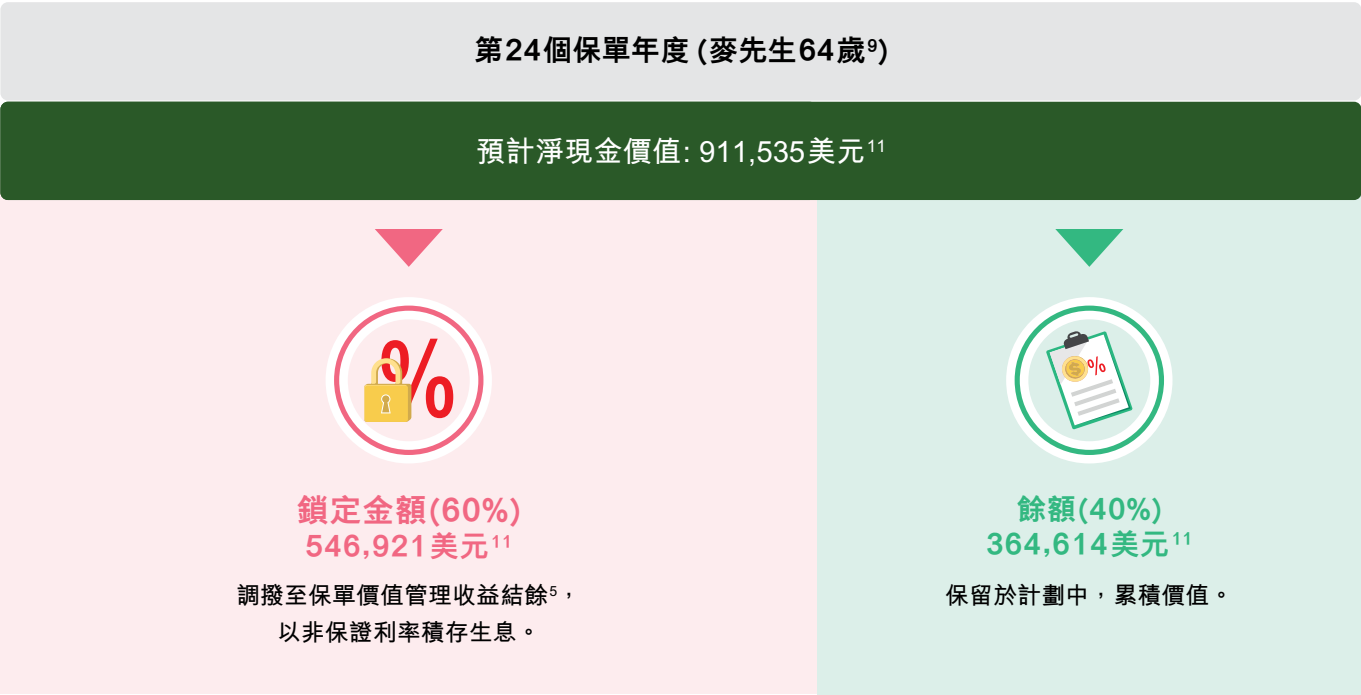 第24個保單年度 (麥先生64歲⁹)
預計淨現金價值: 911,535美元¹¹
%
$%
鎖定金額(60%)
546,921美元¹¹
調撥至保單價值管理收益結餘⁵，
以非保證利率積存生息。
餘額(40%)
364,614美元¹¹
保留於計劃中，累積價值。